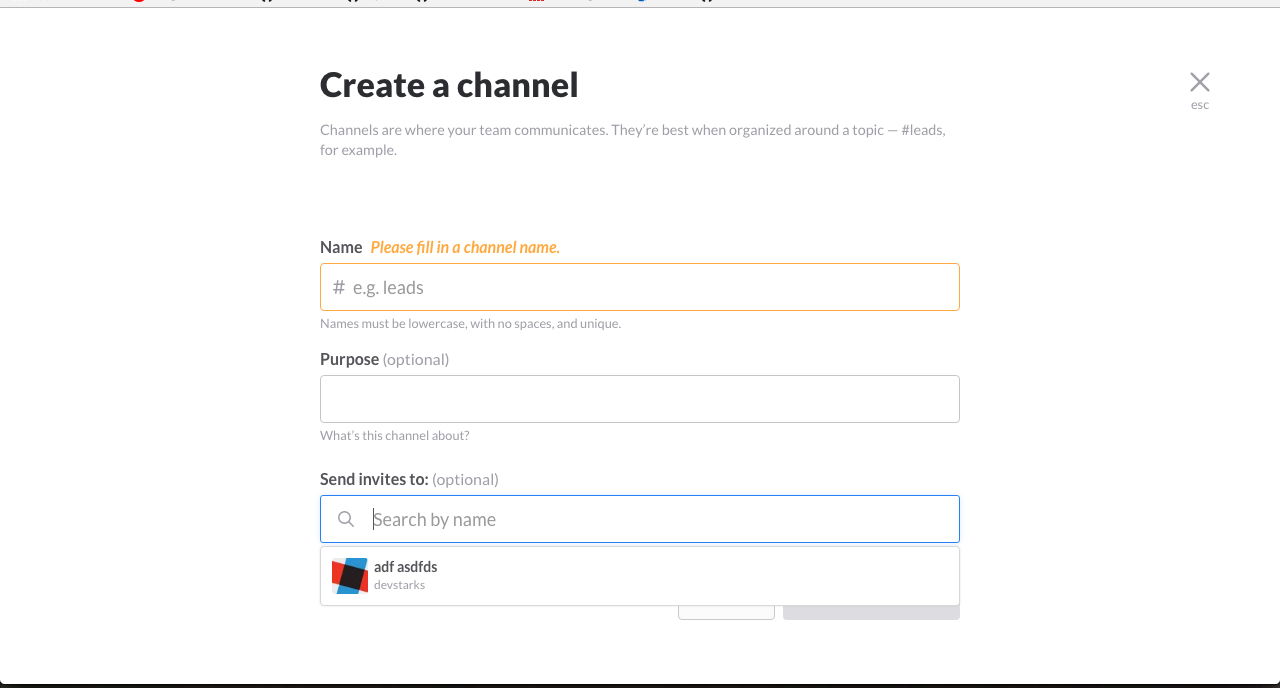 Create a channel
esc
Channels are where your team communicates. They're best when organized around a topic — #leads,
for example.
Name Please fill in a channel name.
# e.g. leads
Names must be lowercase, with no spaces, and unique.
Purpose (optional)
What's this channel about?
Send invites to: (optional)
Search by name
adf asdfds
devstarks